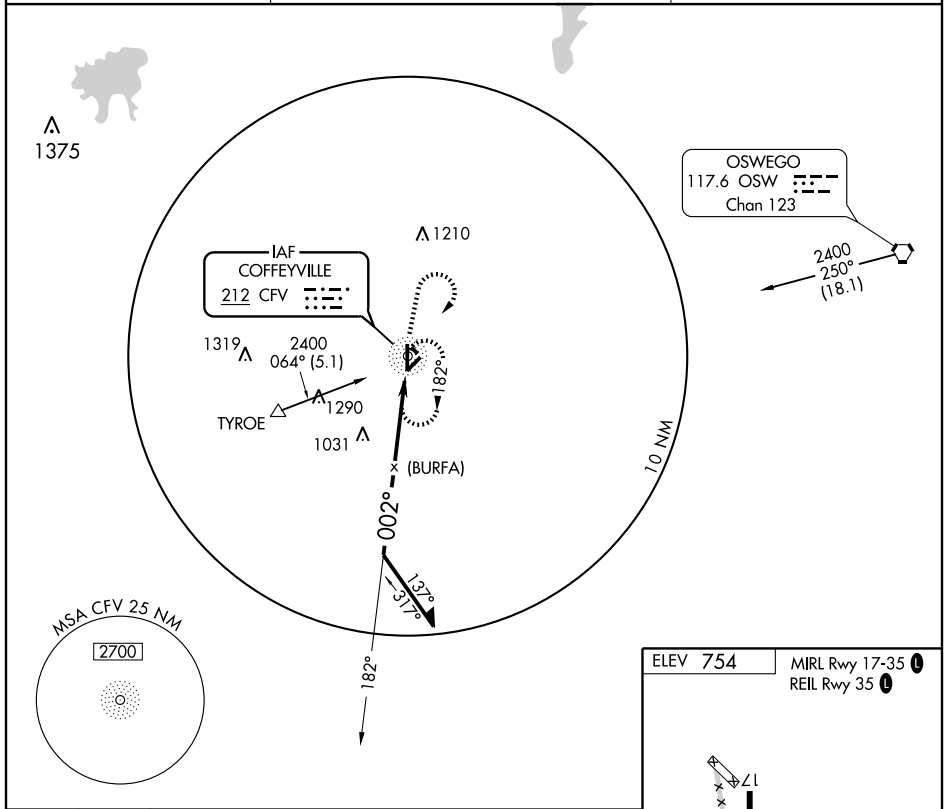 1375
OSWEGO
117.6 OSW
Chan 123
2400
250°
(18.1)
1210
IAF
COFFEYVILLE
212 CFV
1319
2400
064° (5.1)
1290
TYROE
1031
182°
(BURFA)
10 NM
002°
137°
317°
182°
MSA CFV 25 NM
2700
ELEV 754
MIRL Rwy 17-35 L
REIL Rwy 35 L
17